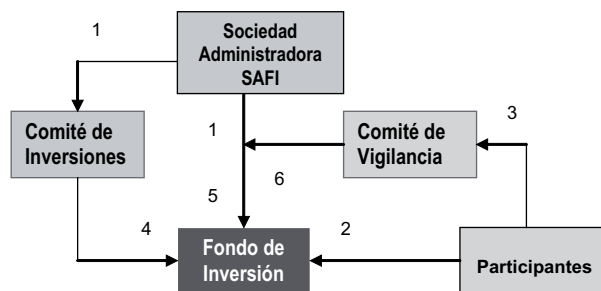 1
Sociedad
Administradora
SAFI
Comité de
Inversiones
1
Comité de
Vigilancia
3
5
6
4
Fondo de
Inversión
2
Participantes